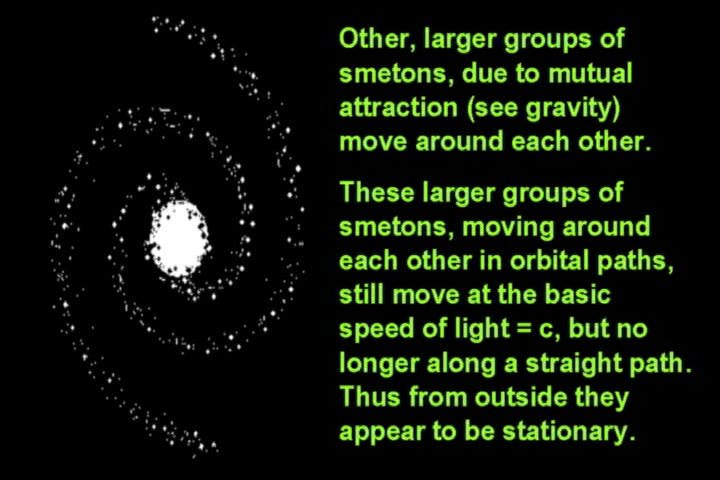 Other, larger groups of
smetons, due to mutual
attraction (see gravity)
move around each other.
These larger groups of
smetons, moving around
each other in orbital paths,
still move at the basic
speed of light = c, but no
longer along a straight path.
Thus from outside they
appear to be stationary.